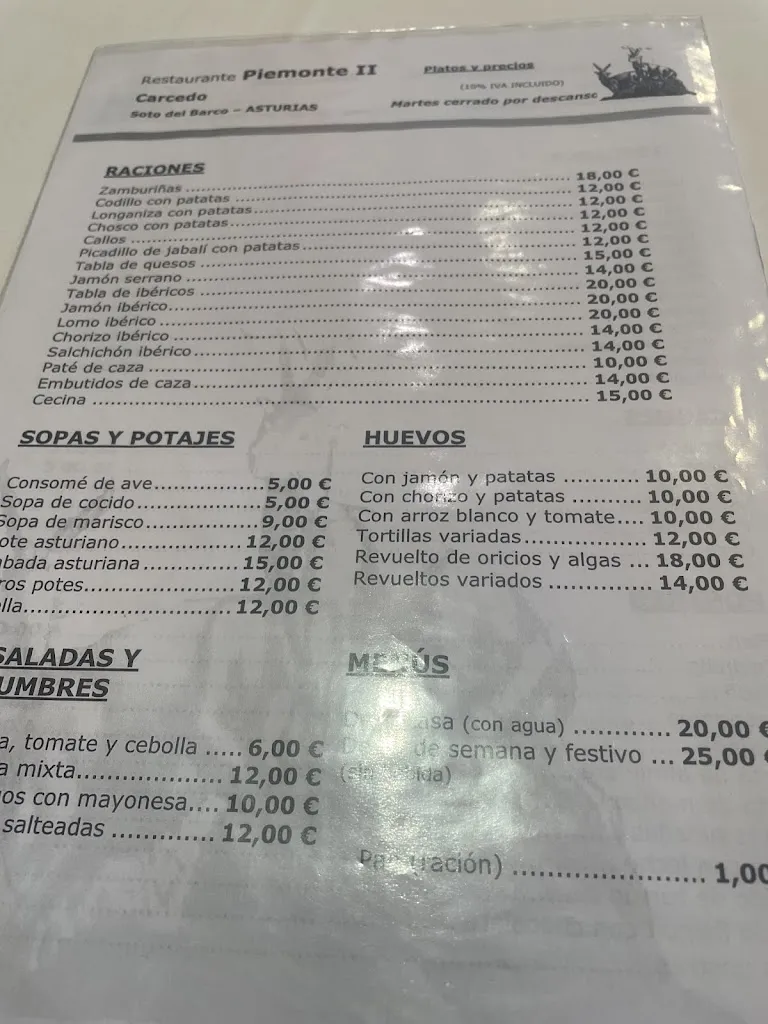 Restaurante Piemonte II
Carcedo
Soto del Barco – ASTURIAS
Platos y precios
(10% IVA INCLUIDO)
Martes cerrado por descanso
RACIONES
Zamburiñas ........ 18,00 €
Codillo con patatas ........ 12,00 €
Longaniza con patatas ........ 12,00 €
Chosco con patatas ........ 12,00 €
Callos ........ 12,00 €
Picadillo de jabalí con patatas ........ 12,00 €
Tabla de quesos ........ 15,00 €
Jamón serrano ........ 14,00 €
Tabla de ibéricos ........ 20,00 €
Jamón ibérico ........ 20,00 €
Lomo ibérico ........ 20,00 €
Chorizo ibérico ........ 14,00 €
Salchichón ibérico ........ 14,00 €
Paté de caza ........ 10,00 €
Embutidos de caza ........ 14,00 €
Cecina ........ 15,00 €
SOPAS Y POTAJES
Consomé de ave ........ 5,00 €
Sopa de cocido ........ 5,00 €
Sopa de marisco ........ 9,00 €
ote asturiano ........ 12,00 €
abada asturiana ........ 15,00 €
ros potes ........ 12,00 €
lla ........ 12,00 €
HUEVOS
Con jamón y patatas ........ 10,00 €
Con chorizo y patatas ........ 10,00 €
Con arroz blanco y tomate.... 10,00 €
Tortillas variadas ........ 12,00 €
Revuelto de oricios y algas ... 18,00 €
Revueltos variados ........ 14,00 €
SALADAS Y
UMBRES
a, tomate y cebolla ..... 6,00 €
a mixta ........ 12,00 €
os con mayonesa.... 10,00 €
salteadas ........ 12,00 €
MENÚS
asa (con agua) ........ 20,00 €
de semana y festivo ... 25,00 €
(sin bebida)
Pan (ración) ........ 1,00